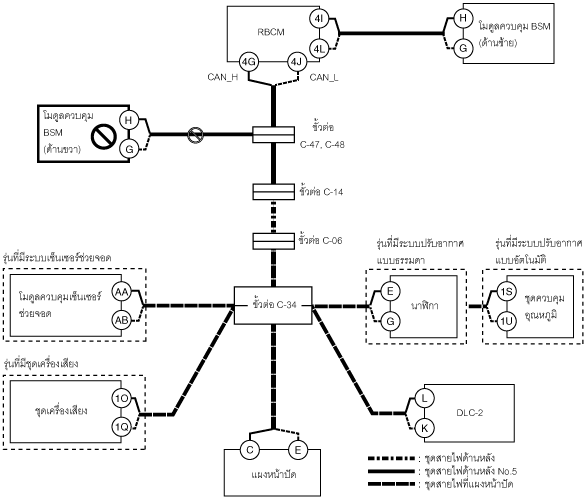 RBCM
4I
4L
4G
4J
CAN_H
CAN_L
H
G
โมดูลควบคุม BSM
(ด้านซ้าย)
โมดูลควบคุม
BSM
(ด้านขวา)
H
G
ขั้วต่อ
C-47, C-48
ขั้วต่อ C-14
ขั้วต่อ C-06
รุ่นที่มีระบบเซ็นเซอร์ช่วยจอด
โมดูลควบคุมเซ็นเซอร์
ช่วยจอด
AA
AB
ขั้วต่อ C-34
รุ่นที่มีระบบปรับอากาศ
แบบธรรมดา
E
G
นาฬิกา
รุ่นที่มีระบบปรับอากาศ
แบบอัตโนมัติ
1S
1U
ชุดควบคุม
อุณหภูมิ
รุ่นที่มีชุดเครื่องเสียง
ชุดเครื่องเสียง
1O
1Q
L
K
DLC-2
C
E
แผงหน้าปัด
: ชุดสายไฟด้านหลัง
: ชุดสายไฟด้านหลัง No.5
: ชุดสายไฟที่แผงหน้าปัด